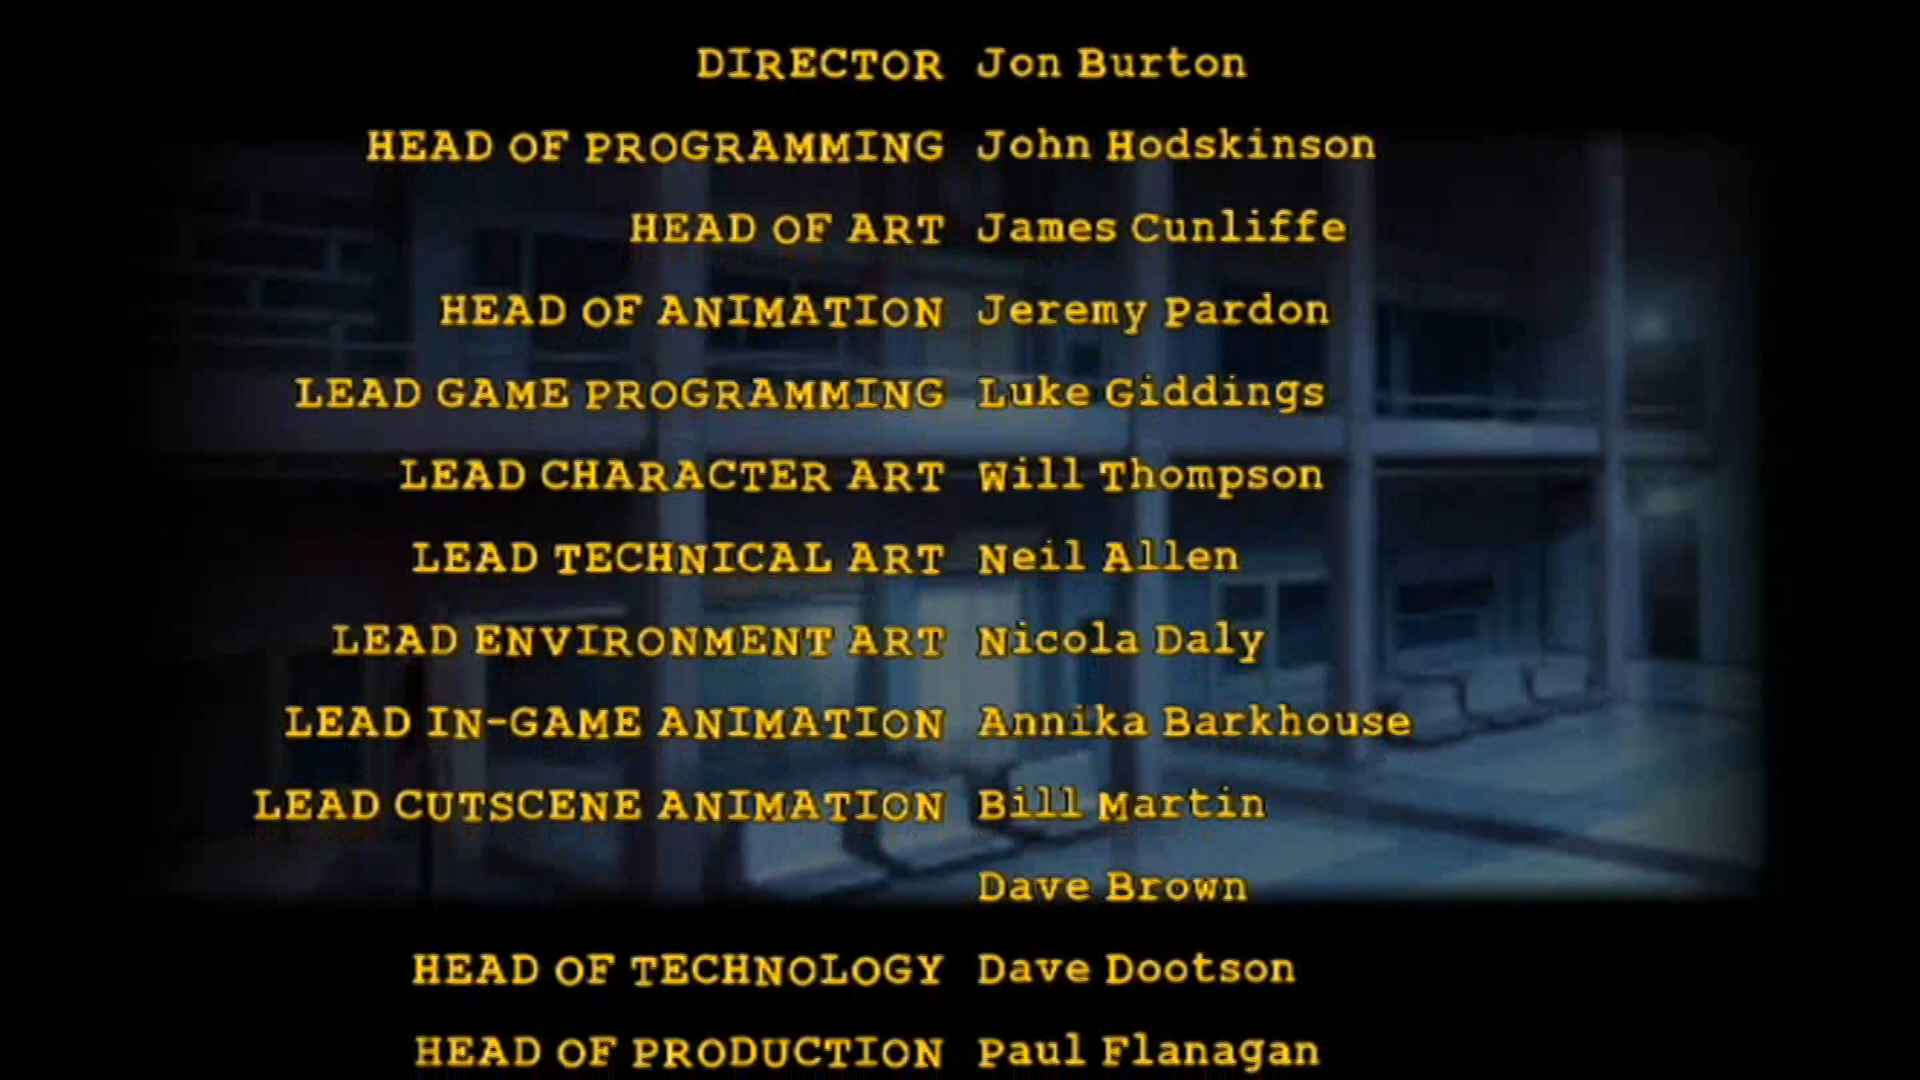 DIRECTOR Jon Burton
HEAD OF PROGRAMMING John Hodskinson
HEAD OF ART James Cunliffe
HEAD OF ANIMATION Jeremy Pardon
LEAD GAME PROGRAMMING Luke Giddings
LEAD CHARACTER ART Will Thompson
LEAD TECHNICAL ART Neil Allen
LEAD ENVIRONMENT ART Nicola Daly
LEAD IN-GAME ANIMATION Annika Barkhouse
LEAD CUTSCENE ANIMATION Bill Martin
Dave Brown
HEAD OF TECHNOLOGY Dave Dootson
HEAD OF PRODUCTION Paul Flanagan